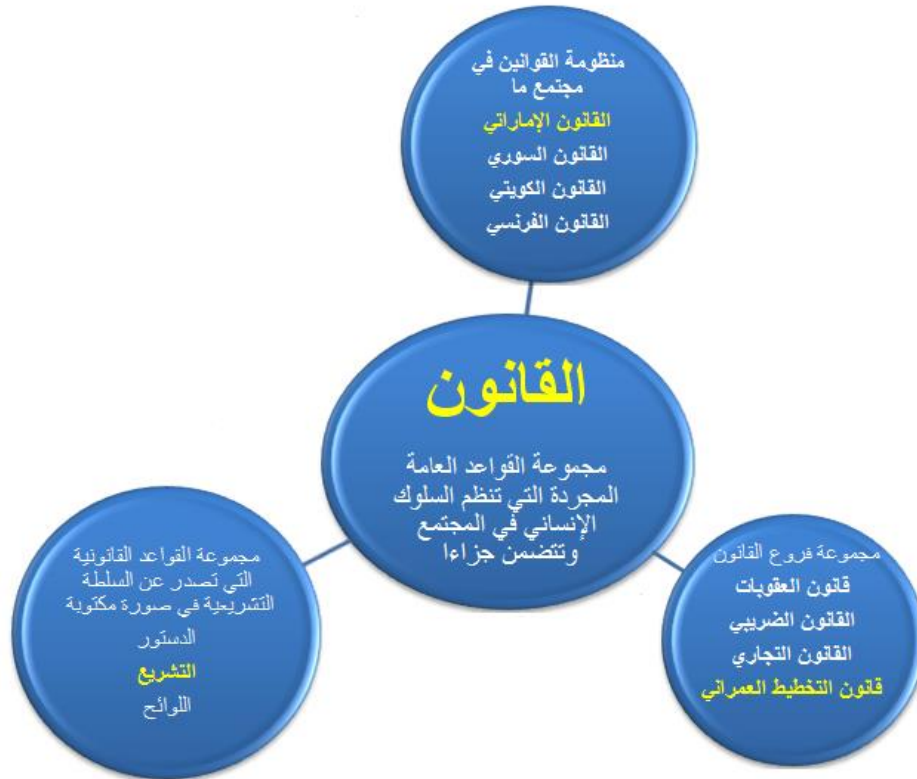 منظومة القوانين في
مجتمع ما
القانون الإماراتي
القانون السوري
القانون الكويتي
القانون الفرنسي
القانون
مجموعة القواعد العامة
المجردة التي تنظم السلوك
الإنساني في المجتمع
وتتضمن جزاءا
مجموعة فروع القانون
قانون العقوبات
القانون الضريبي
القانون التجاري
قانون التخطيط العمراني
مجموعة القواعد القانونية
التي تصدر عن السلطة
التشريعية في صورة مكتوبة
الدستور
التشريع
اللوائح